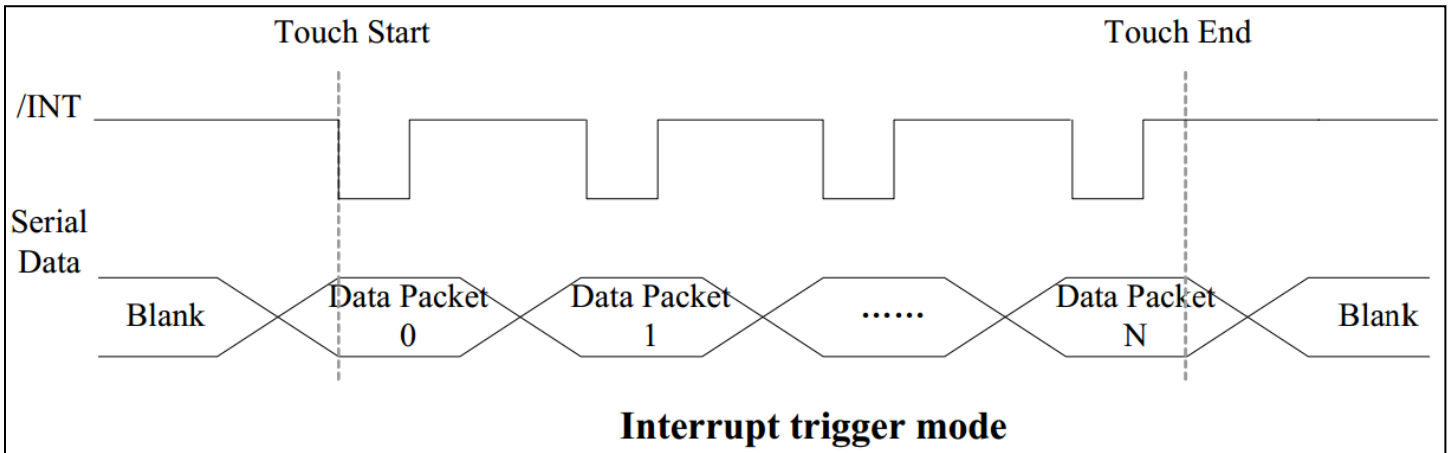 Touch Start
Touch End
/INT
Serial
Data
Blank
Data Packet
0
Data Packet
1
......
Data Packet
N
Blank
Interrupt trigger mode